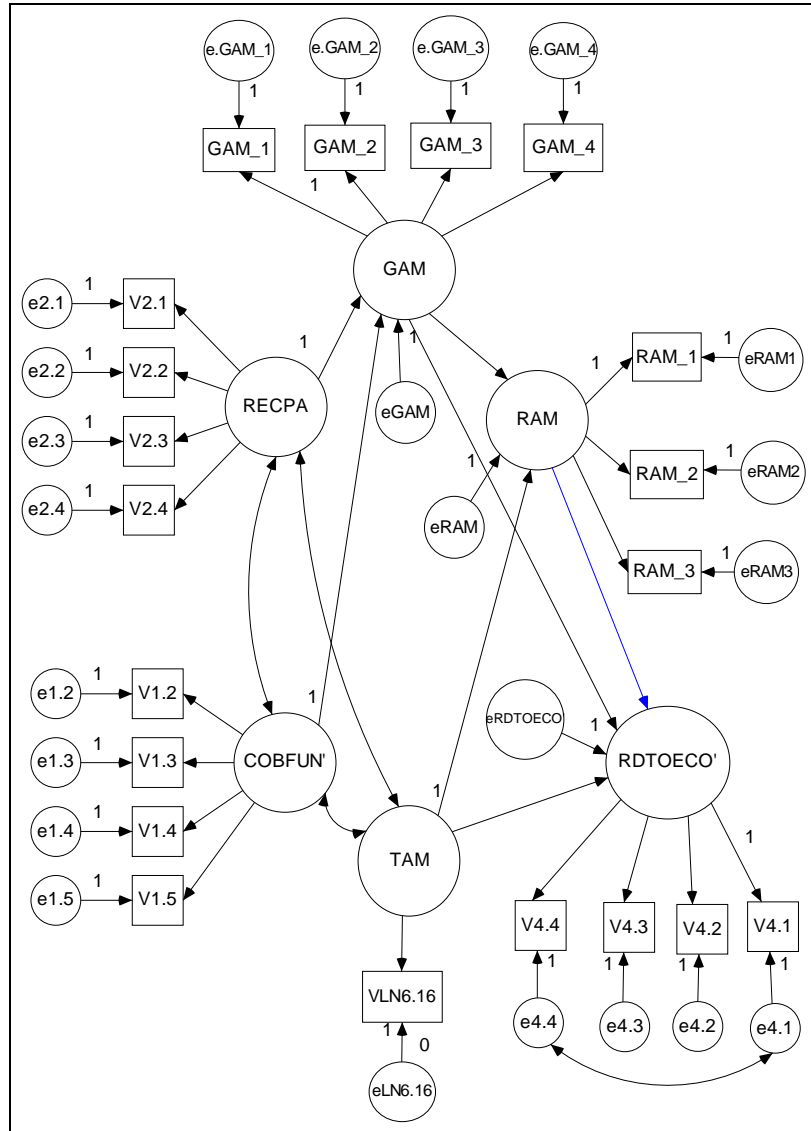 e.GAM_1 e.GAM_2 e.GAM_3 e.GAM_4
1 1 1 1
GAM_1 GAM_2 GAM_3 GAM_4
1
GAM
e2.1 1 V2.1
e2.2 1 V2.2
e2.3 1 V2.3
e2.4 1 V2.4
1
RECPA
1
eGAM
RAM
1
eRAM
1 RAM_1 1 eRAM1
RAM_2 1 eRAM2
RAM_3 1 eRAM3
e1.2 1 V1.2
e1.3 1 V1.3
e1.4 1 V1.4
e1.5 1 V1.5
1
COBFUN'
eRDTOECO 1
RDTOECO'
1
TAM
1
V4.4 V4.3 V4.2 V4.1
1 1 1 1
e4.4 e4.3 e4.2 e4.1
VLN6.16
1 0
eLN6.16